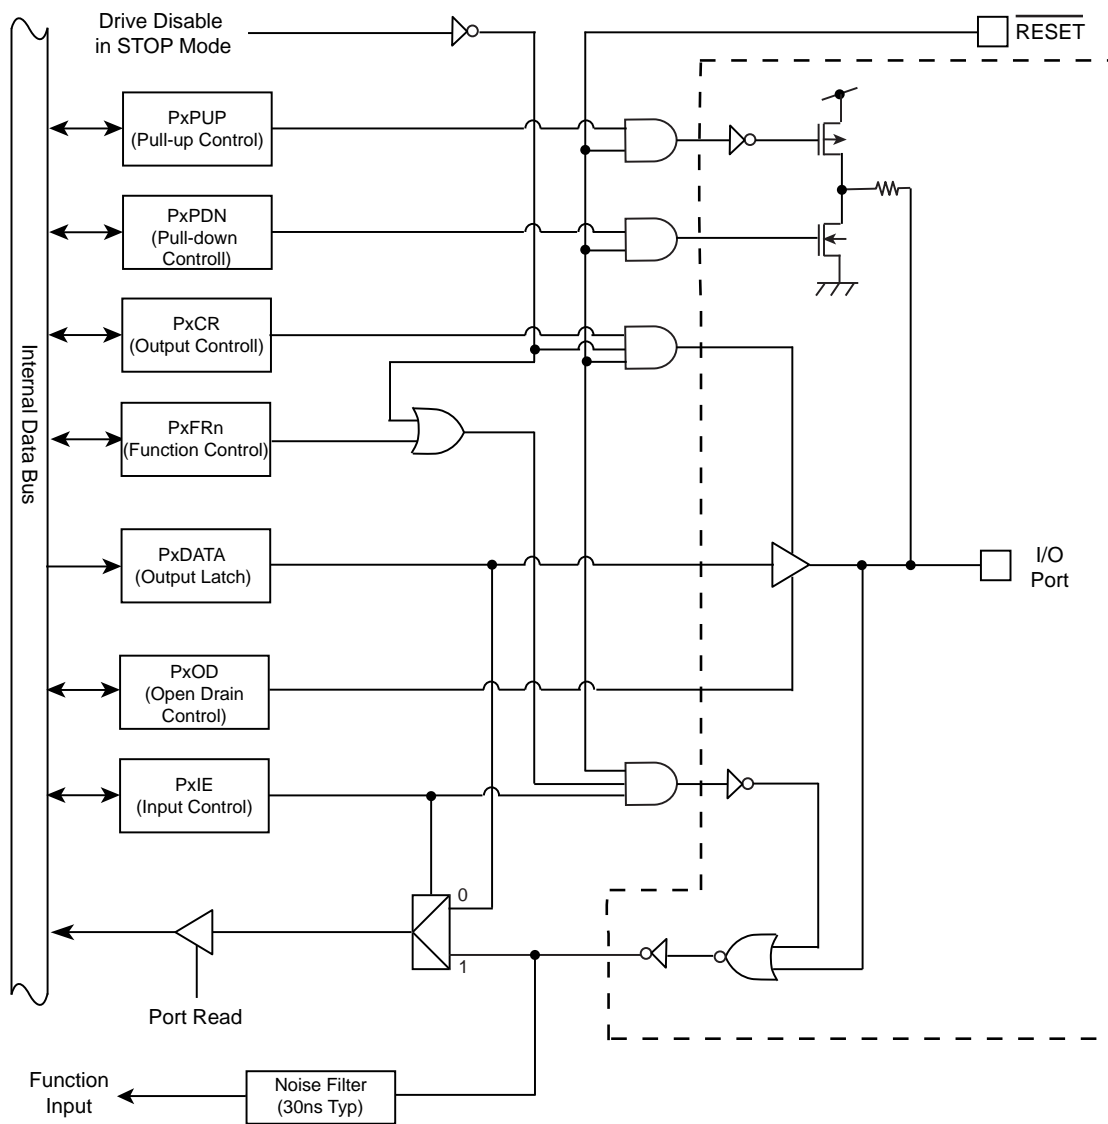 Drive Disable
in STOP Mode
RESET
PxPUP
(Pull-up Control)
PxPDN
(Pull-down
Controll)
PxCR
(Output Controll)
Internal Data Bus
PxFRn
(Function Control)
PxDATA
(Output Latch)
I/O
Port
PxOD
(Open Drain
Control)
PxIE
(Input Control)
0
1
Port Read
Function
Input
Noise Filter
(30ns Typ)